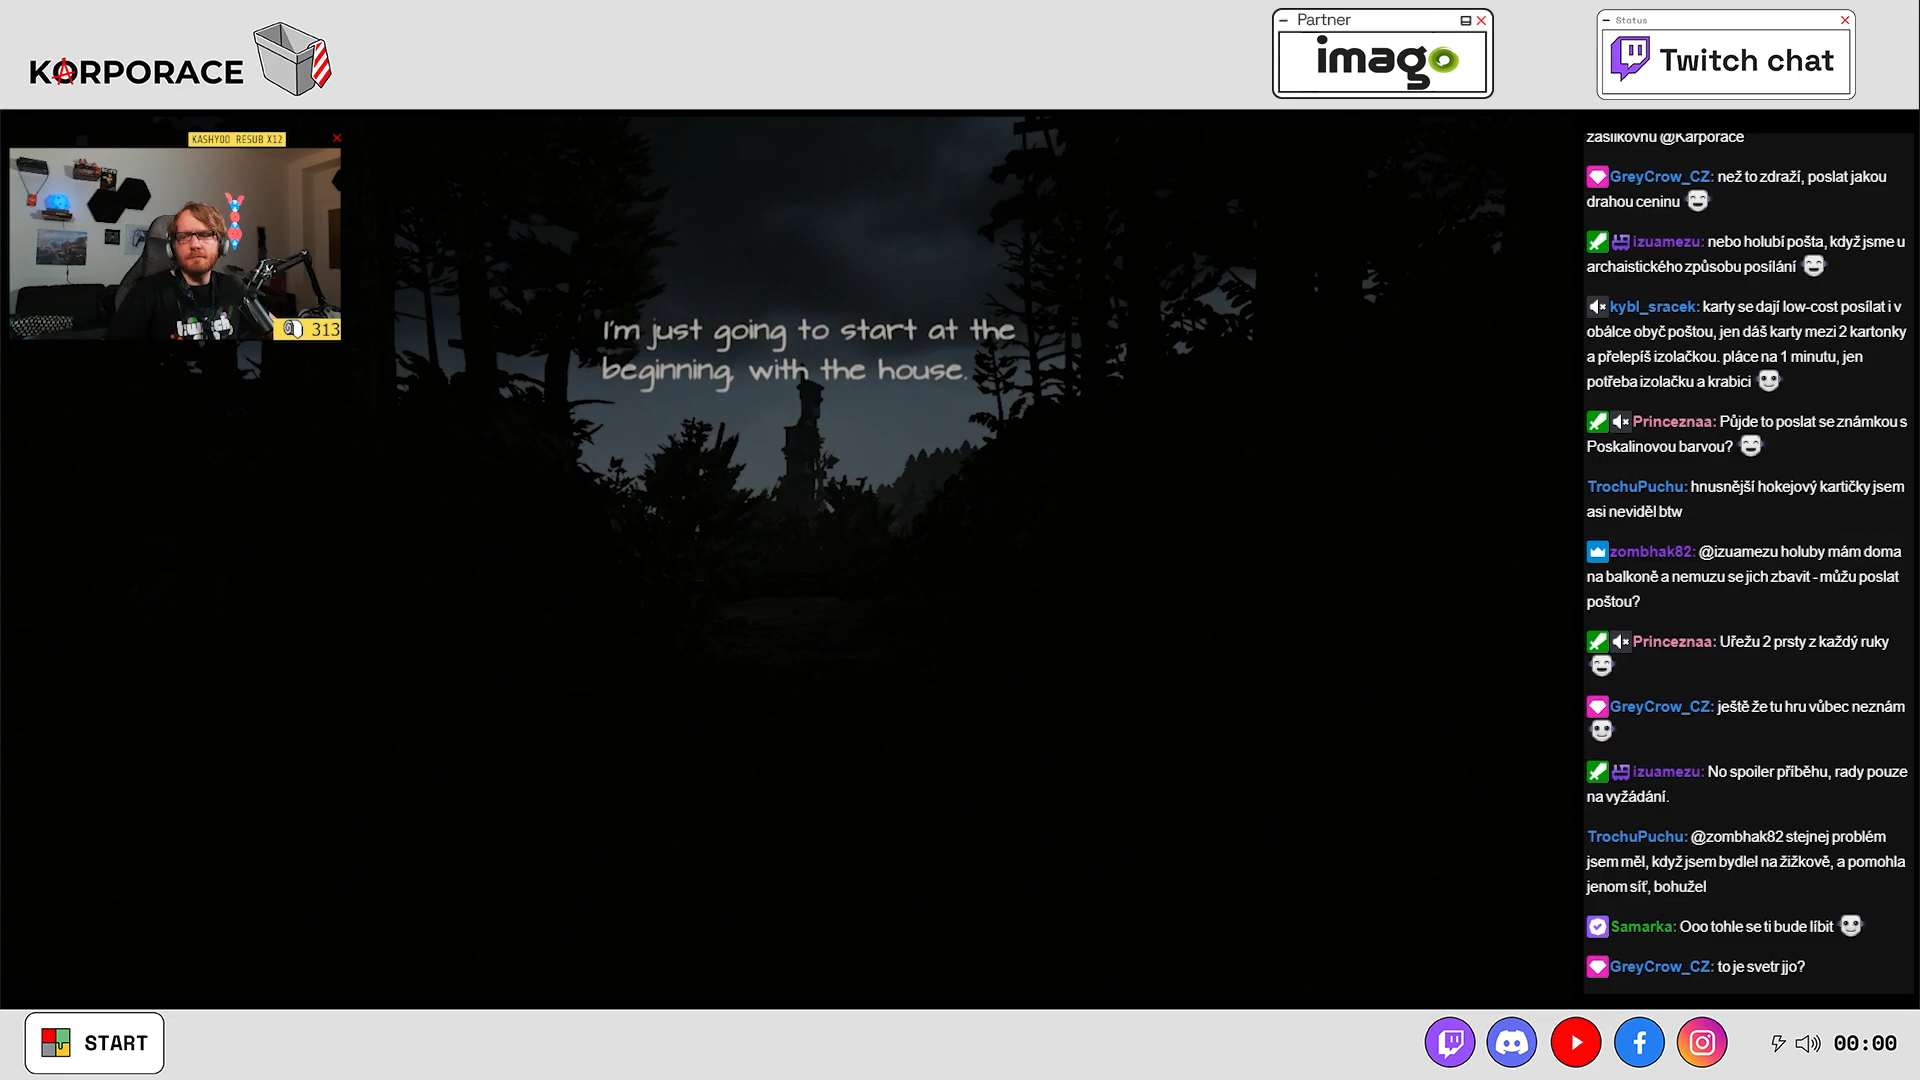 KARPORACE
Partner
imago
Status
Twitch chat
KASHYOO RESUB X12
313
I'm just going to start at the
beginning, with the house.
zásilkovnu @Karporace
GreyCrow_CZ: než to zdraží, poslat jakou
drahou ceninu
izuamezu: nebo holubí pošta, když jsme u
archaistického způsobu posílání
kybl_sracek: karty se dají low-cost posílat i v
obálce obyč poštou, jen dáš karty mezi 2 kartonky
a přelepíš izolačkou. pláce na 1 minutu, jen
potřeba izolačku a krabici
Princeznaa: Půjde to poslat se známkou s
Poskalinovou barvou?
TrochuPuchu: hnusnější hokejový kartičky jsem
asi neviděl btw
zombhak82: @izuamezu holuby mám doma
na balkoně a nemuzu se jich zbavit - můžu poslat
poštou?
Princeznaa: Uřežu 2 prsty z každý ruky
GreyCrow_CZ: ještě že tu hru vůbec neznám
izuamezu: No spoiler příběhu, rady pouze
na vyžádání.
TrochuPuchu: @zombhak82 stejnej problém
jsem měl, když jsem bydlel na žižkově, a pomohla
jenom síť, bohužel
Samarka: Ooo tohle se ti bude líbit
GreyCrow_CZ: to je svetr jjo?
START
00:00